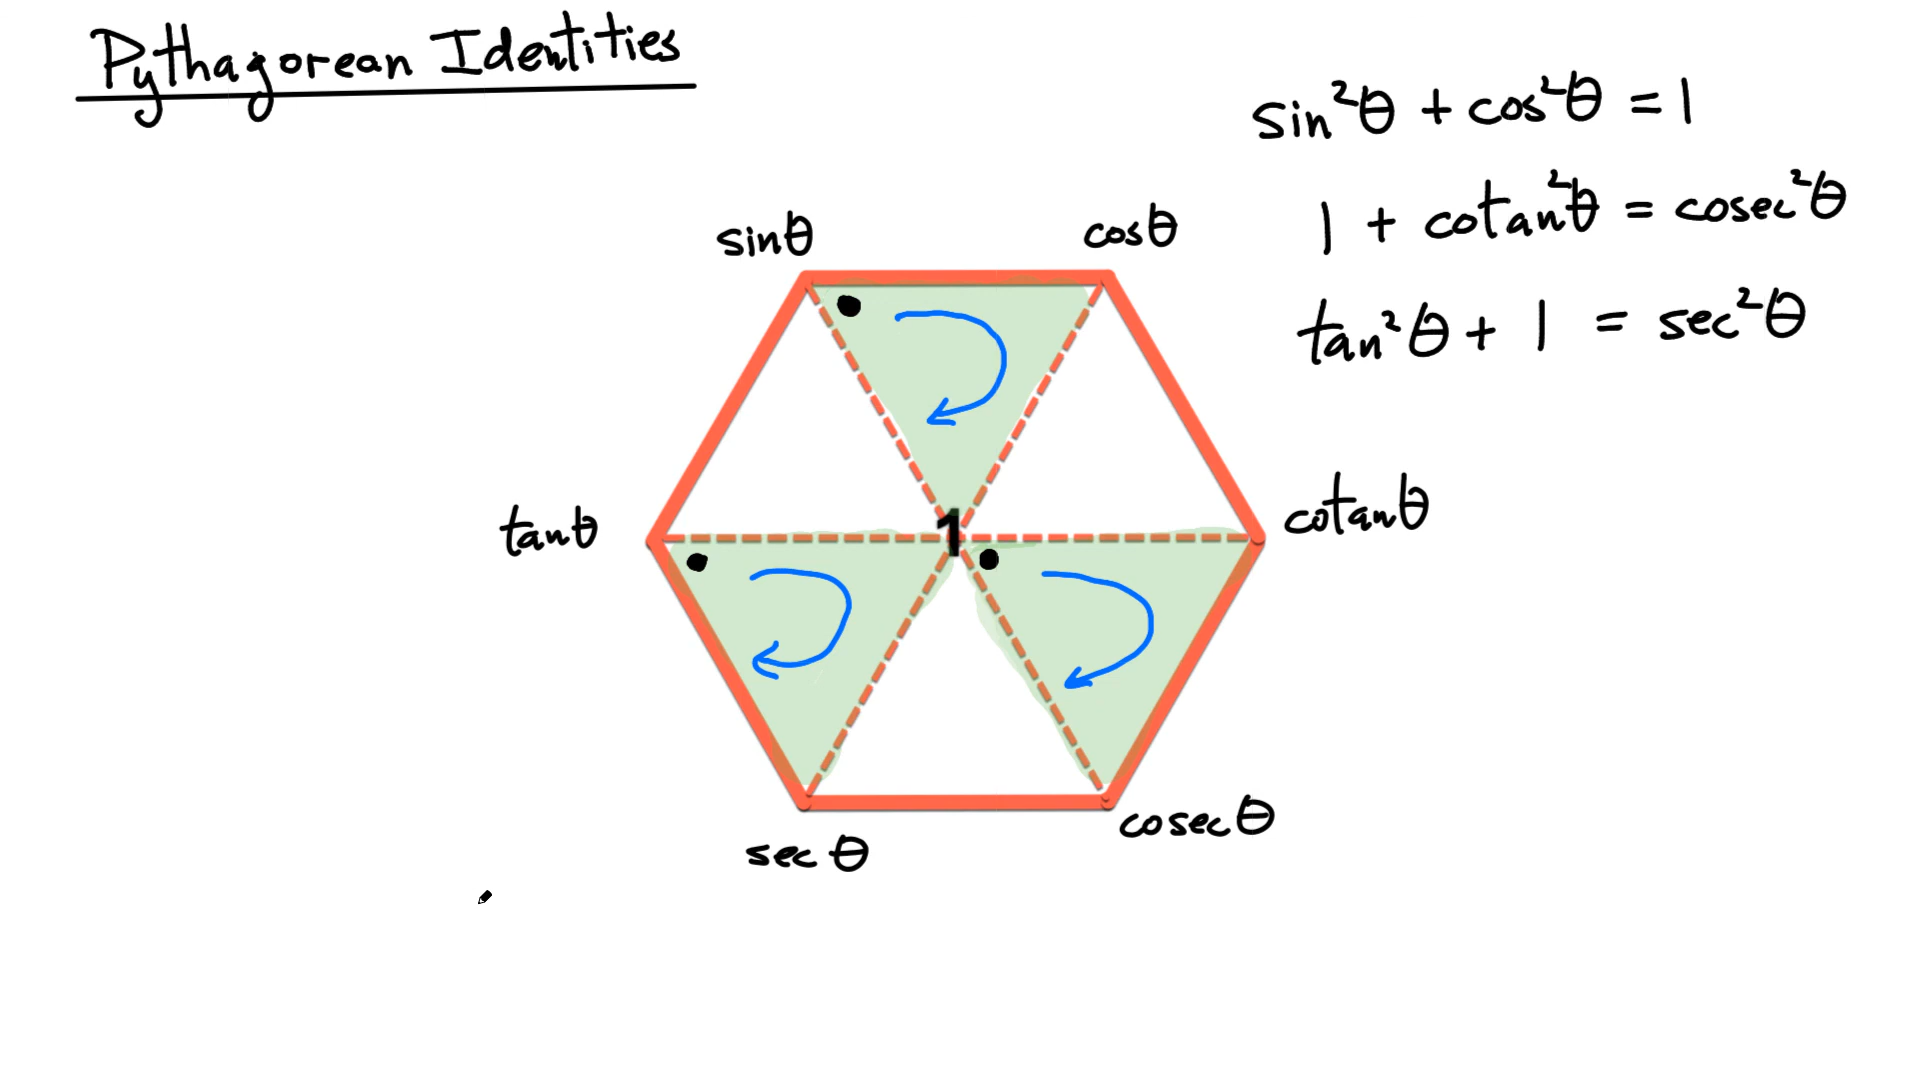 Pythagorean Identities
sin²θ + cos²θ = 1
1 + cotan²θ = cosec²θ
tan²θ + 1 = sec²θ
sinθ
cosθ
tanθ
1
cotanθ
secθ
cosecθ